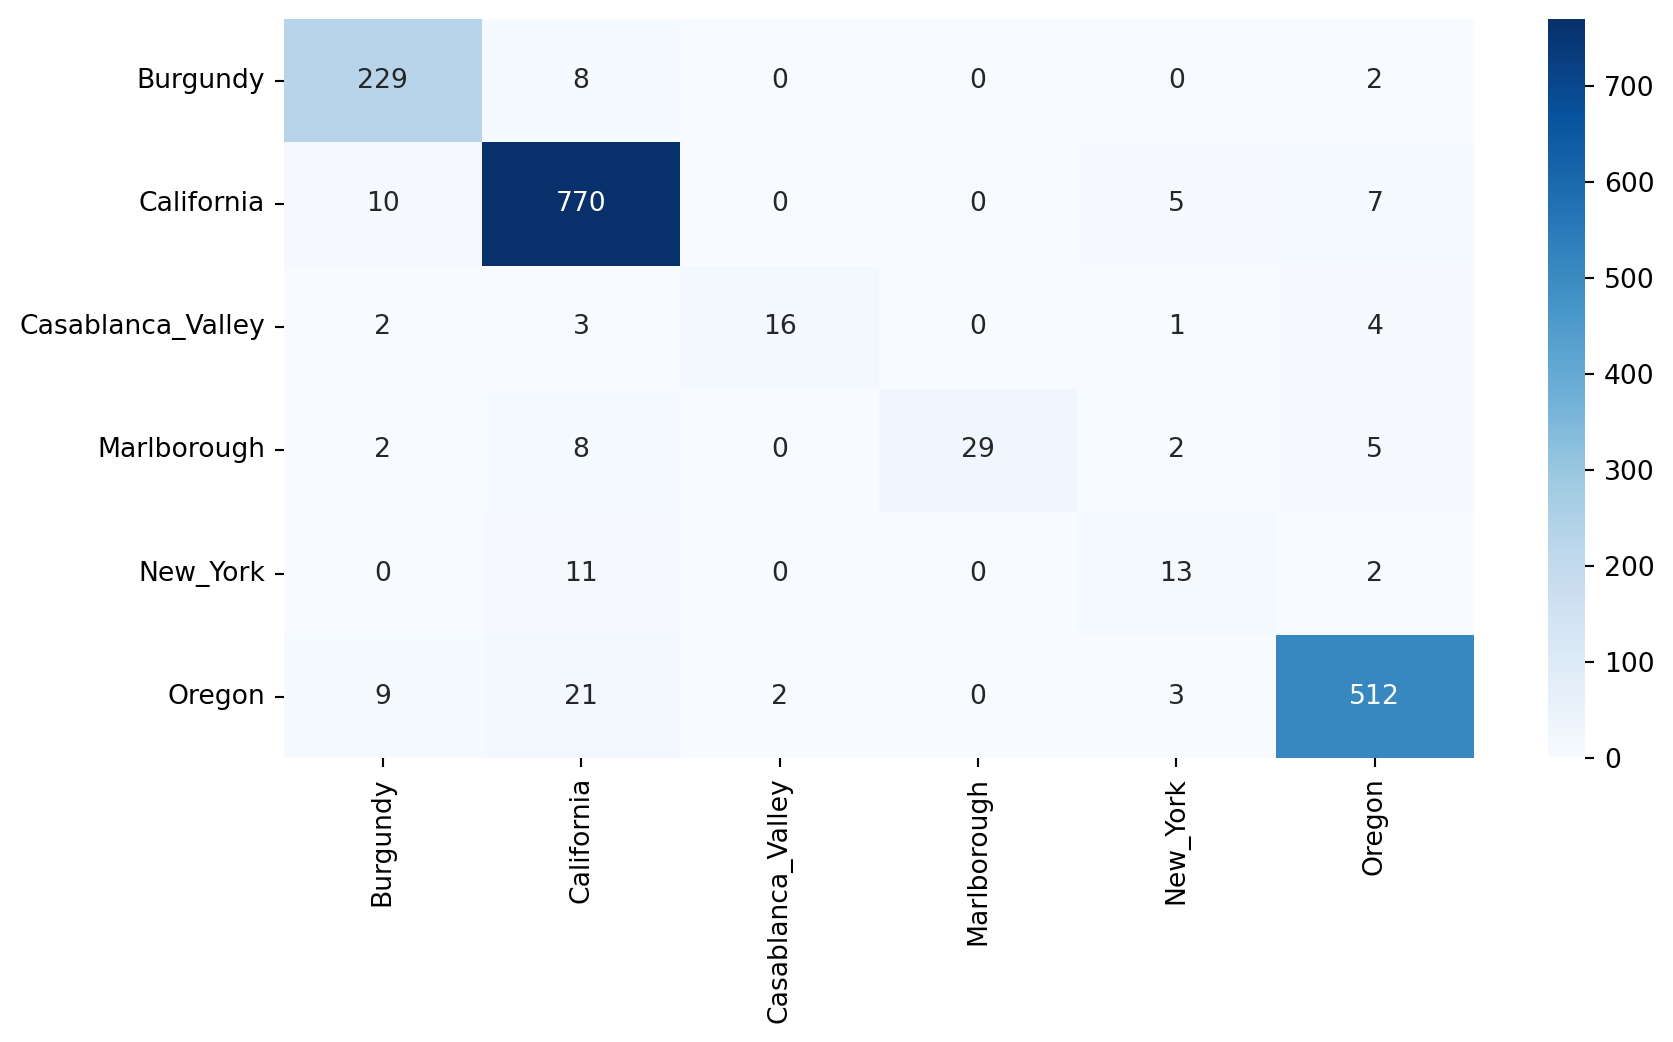 Burgundy 229 8 0 0 0 2
California 10 770 0 0 5 7
Casablanca_Valley 2 3 16 0 1 4
Marlborough 2 8 0 29 2 5
New_York 0 11 0 0 13 2
Oregon 9 21 2 0 3 512
Burgundy
California
Casablanca_Valley
Marlborough
New_York
Oregon
700
600
500
400
300
200
100
0